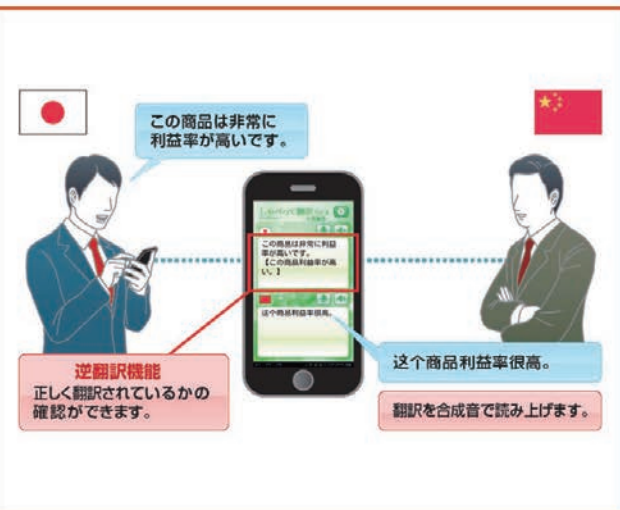 この商品は非常に
利益率が高いです。
この商品は非常に利益
率が高いです。
【この商品利益率が高
い。】
这个商品利益率很高。
逆翻訳機能
正しく翻訳されているかの
確認ができます。
这个商品利益率很高。
翻訳を合成音で読み上げます。